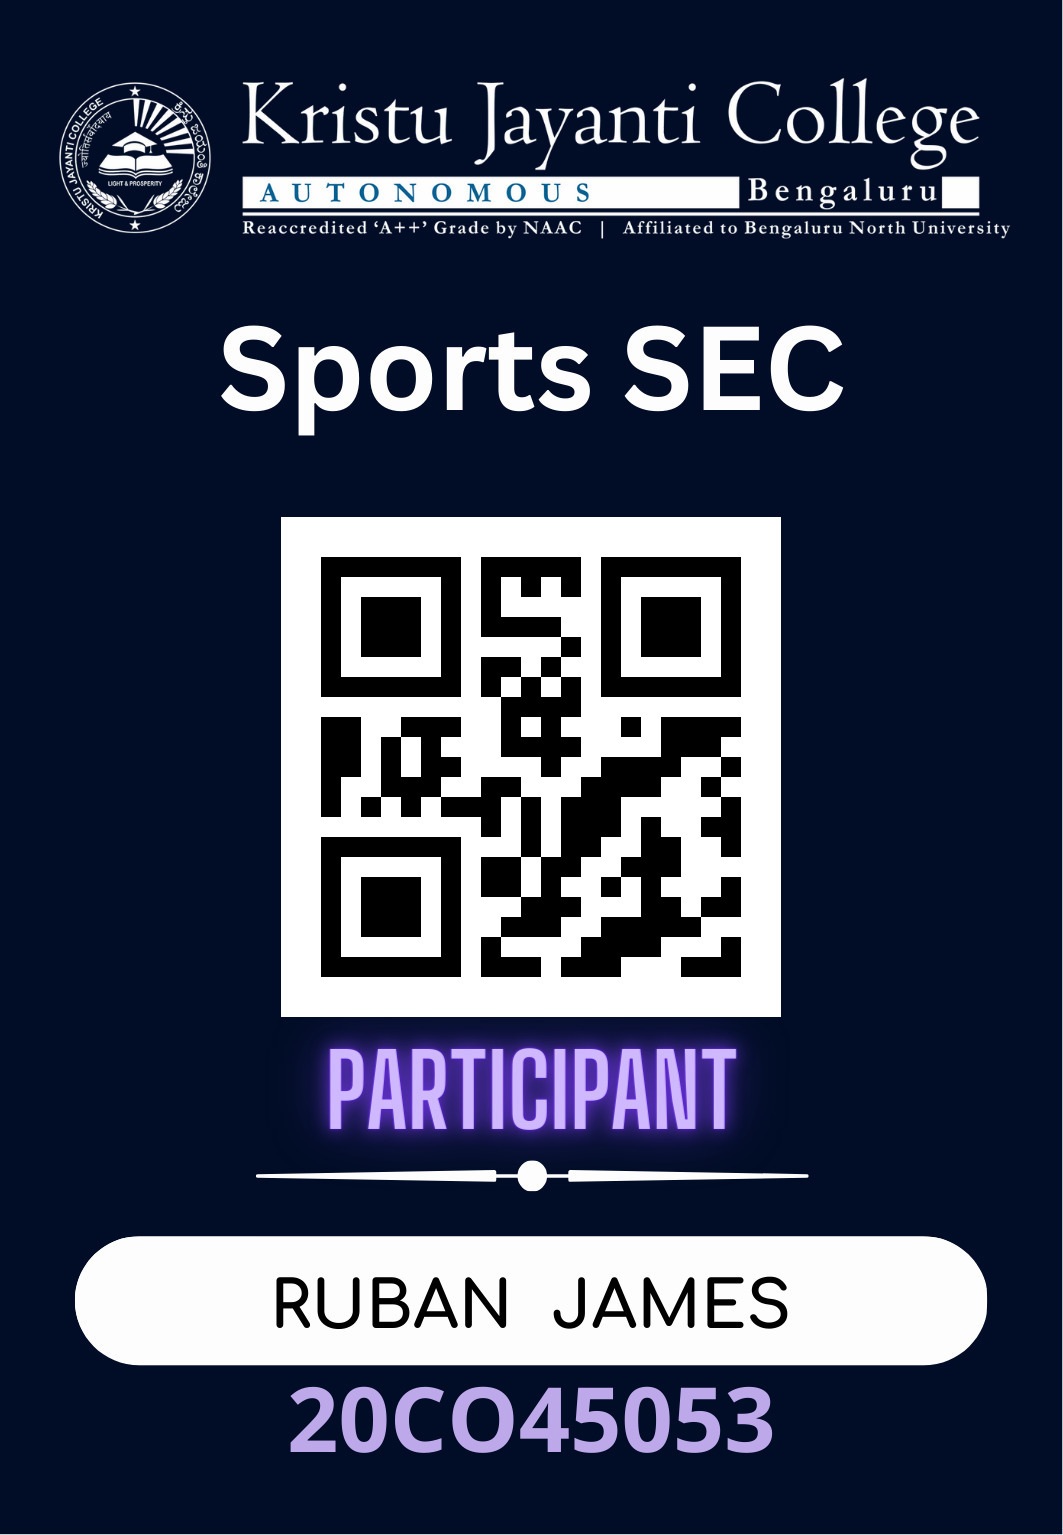 Kristu Jayanti College
AUTONOMOUS Bengaluru
Reaccredited ‘A++’ Grade by NAAC | Affiliated to Bengaluru North University
KRISTU JAYANTI COLLEGE
LIGHT & PROSPERITY
Sports SEC
PARTICIPANT
RUBAN JAMES
20CO45053